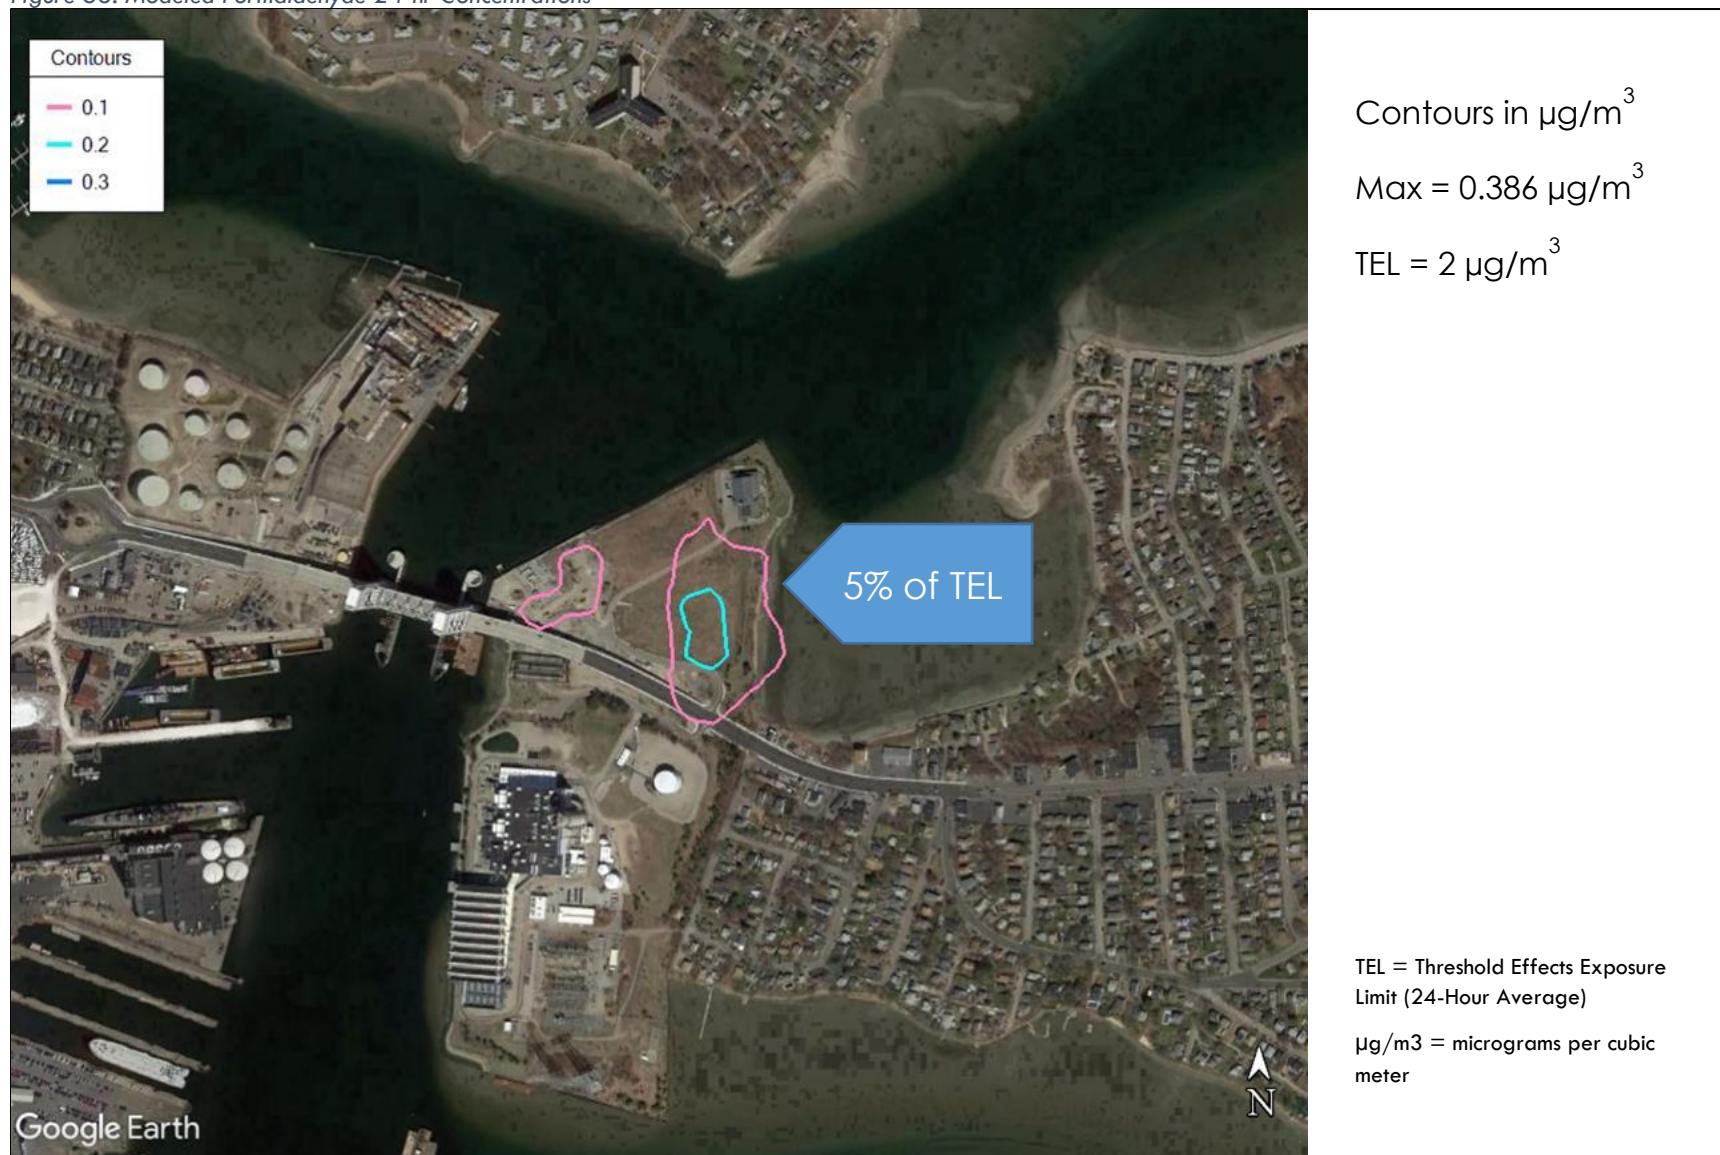 Contours
0.1
0.2
0.3
Contours in µg/m³
Max = 0.386 µg/m³
TEL = 2 µg/m³
5% of TEL
TEL = Threshold Effects Exposure
Limit (24-Hour Average)
µg/m3 = micrograms per cubic
meter
N
Google Earth